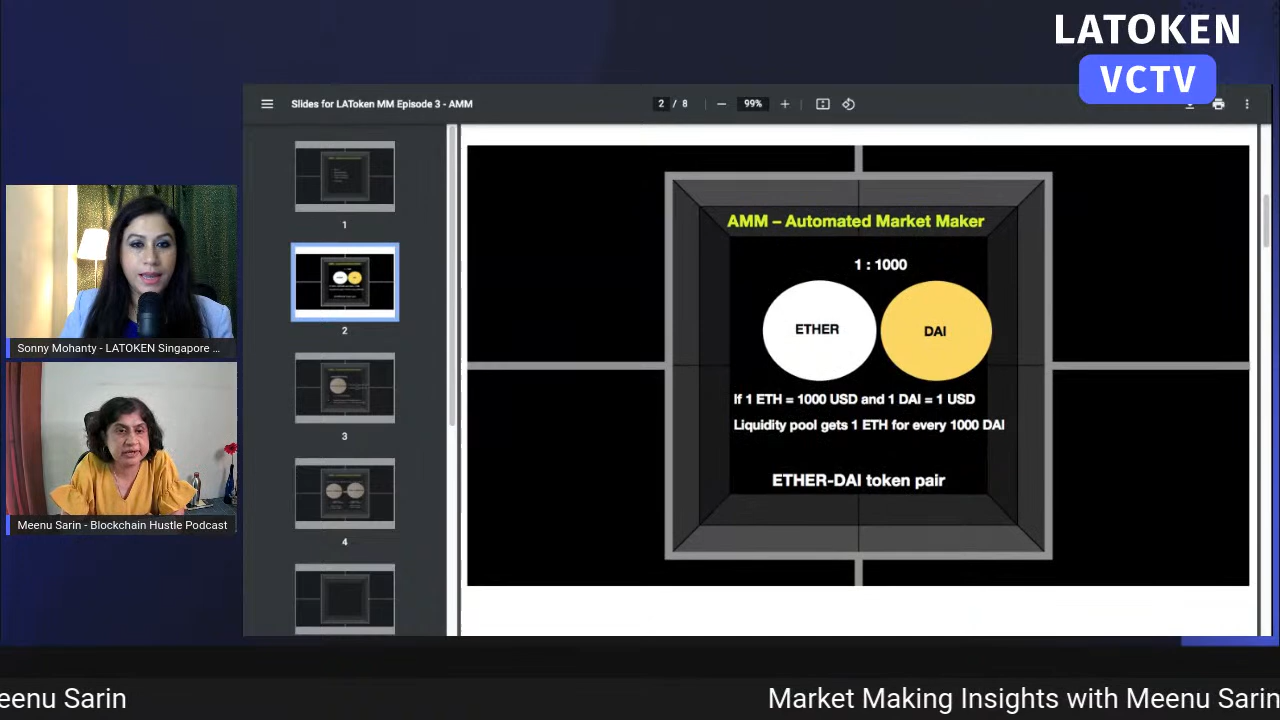 LATOKEN
VCTV
Slides for LAToken MM Episode 3 - AMM
2 / 8
99%
1
2
3
4
AMM – Automated Market Maker
1 : 1000
ETHER
DAI
If 1 ETH = 1000 USD and 1 DAI = 1 USD
Liquidity pool gets 1 ETH for every 1000 DAI
ETHER-DAI token pair
Sonny Mohanty - LATOKEN Singapore ...
Meenu Sarin - Blockchain Hustle Podcast
eenu Sarin
Market Making Insights with Meenu Sarin